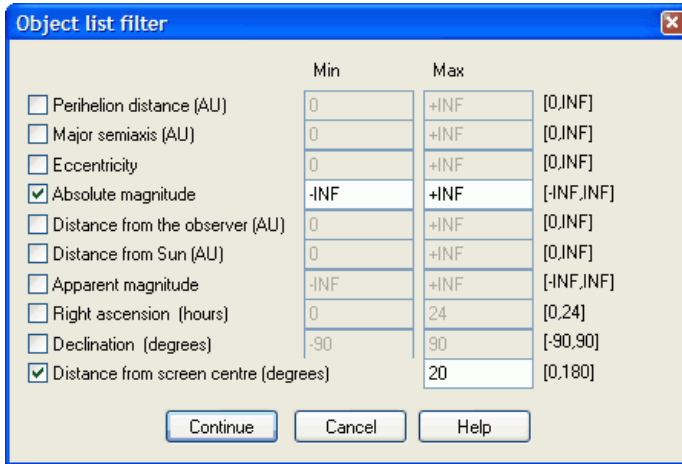 Object list filter
Min Max
Perihelion distance (AU) 0 +INF [0,INF]
Major semiaxis (AU) 0 +INF [0,INF]
Eccentricity 0 +INF [0,INF]
Absolute magnitude -INF +INF [-INF,INF]
Distance from the observer (AU) 0 +INF [0,INF]
Distance from Sun (AU) 0 +INF [0,INF]
Apparent magnitude -INF +INF [-INF,INF]
Right ascension (hours) 0 24 [0,24]
Declination (degrees) -90 90 [-90,90]
Distance from screen centre (degrees) 20 [0,180]
Continue Cancel Help